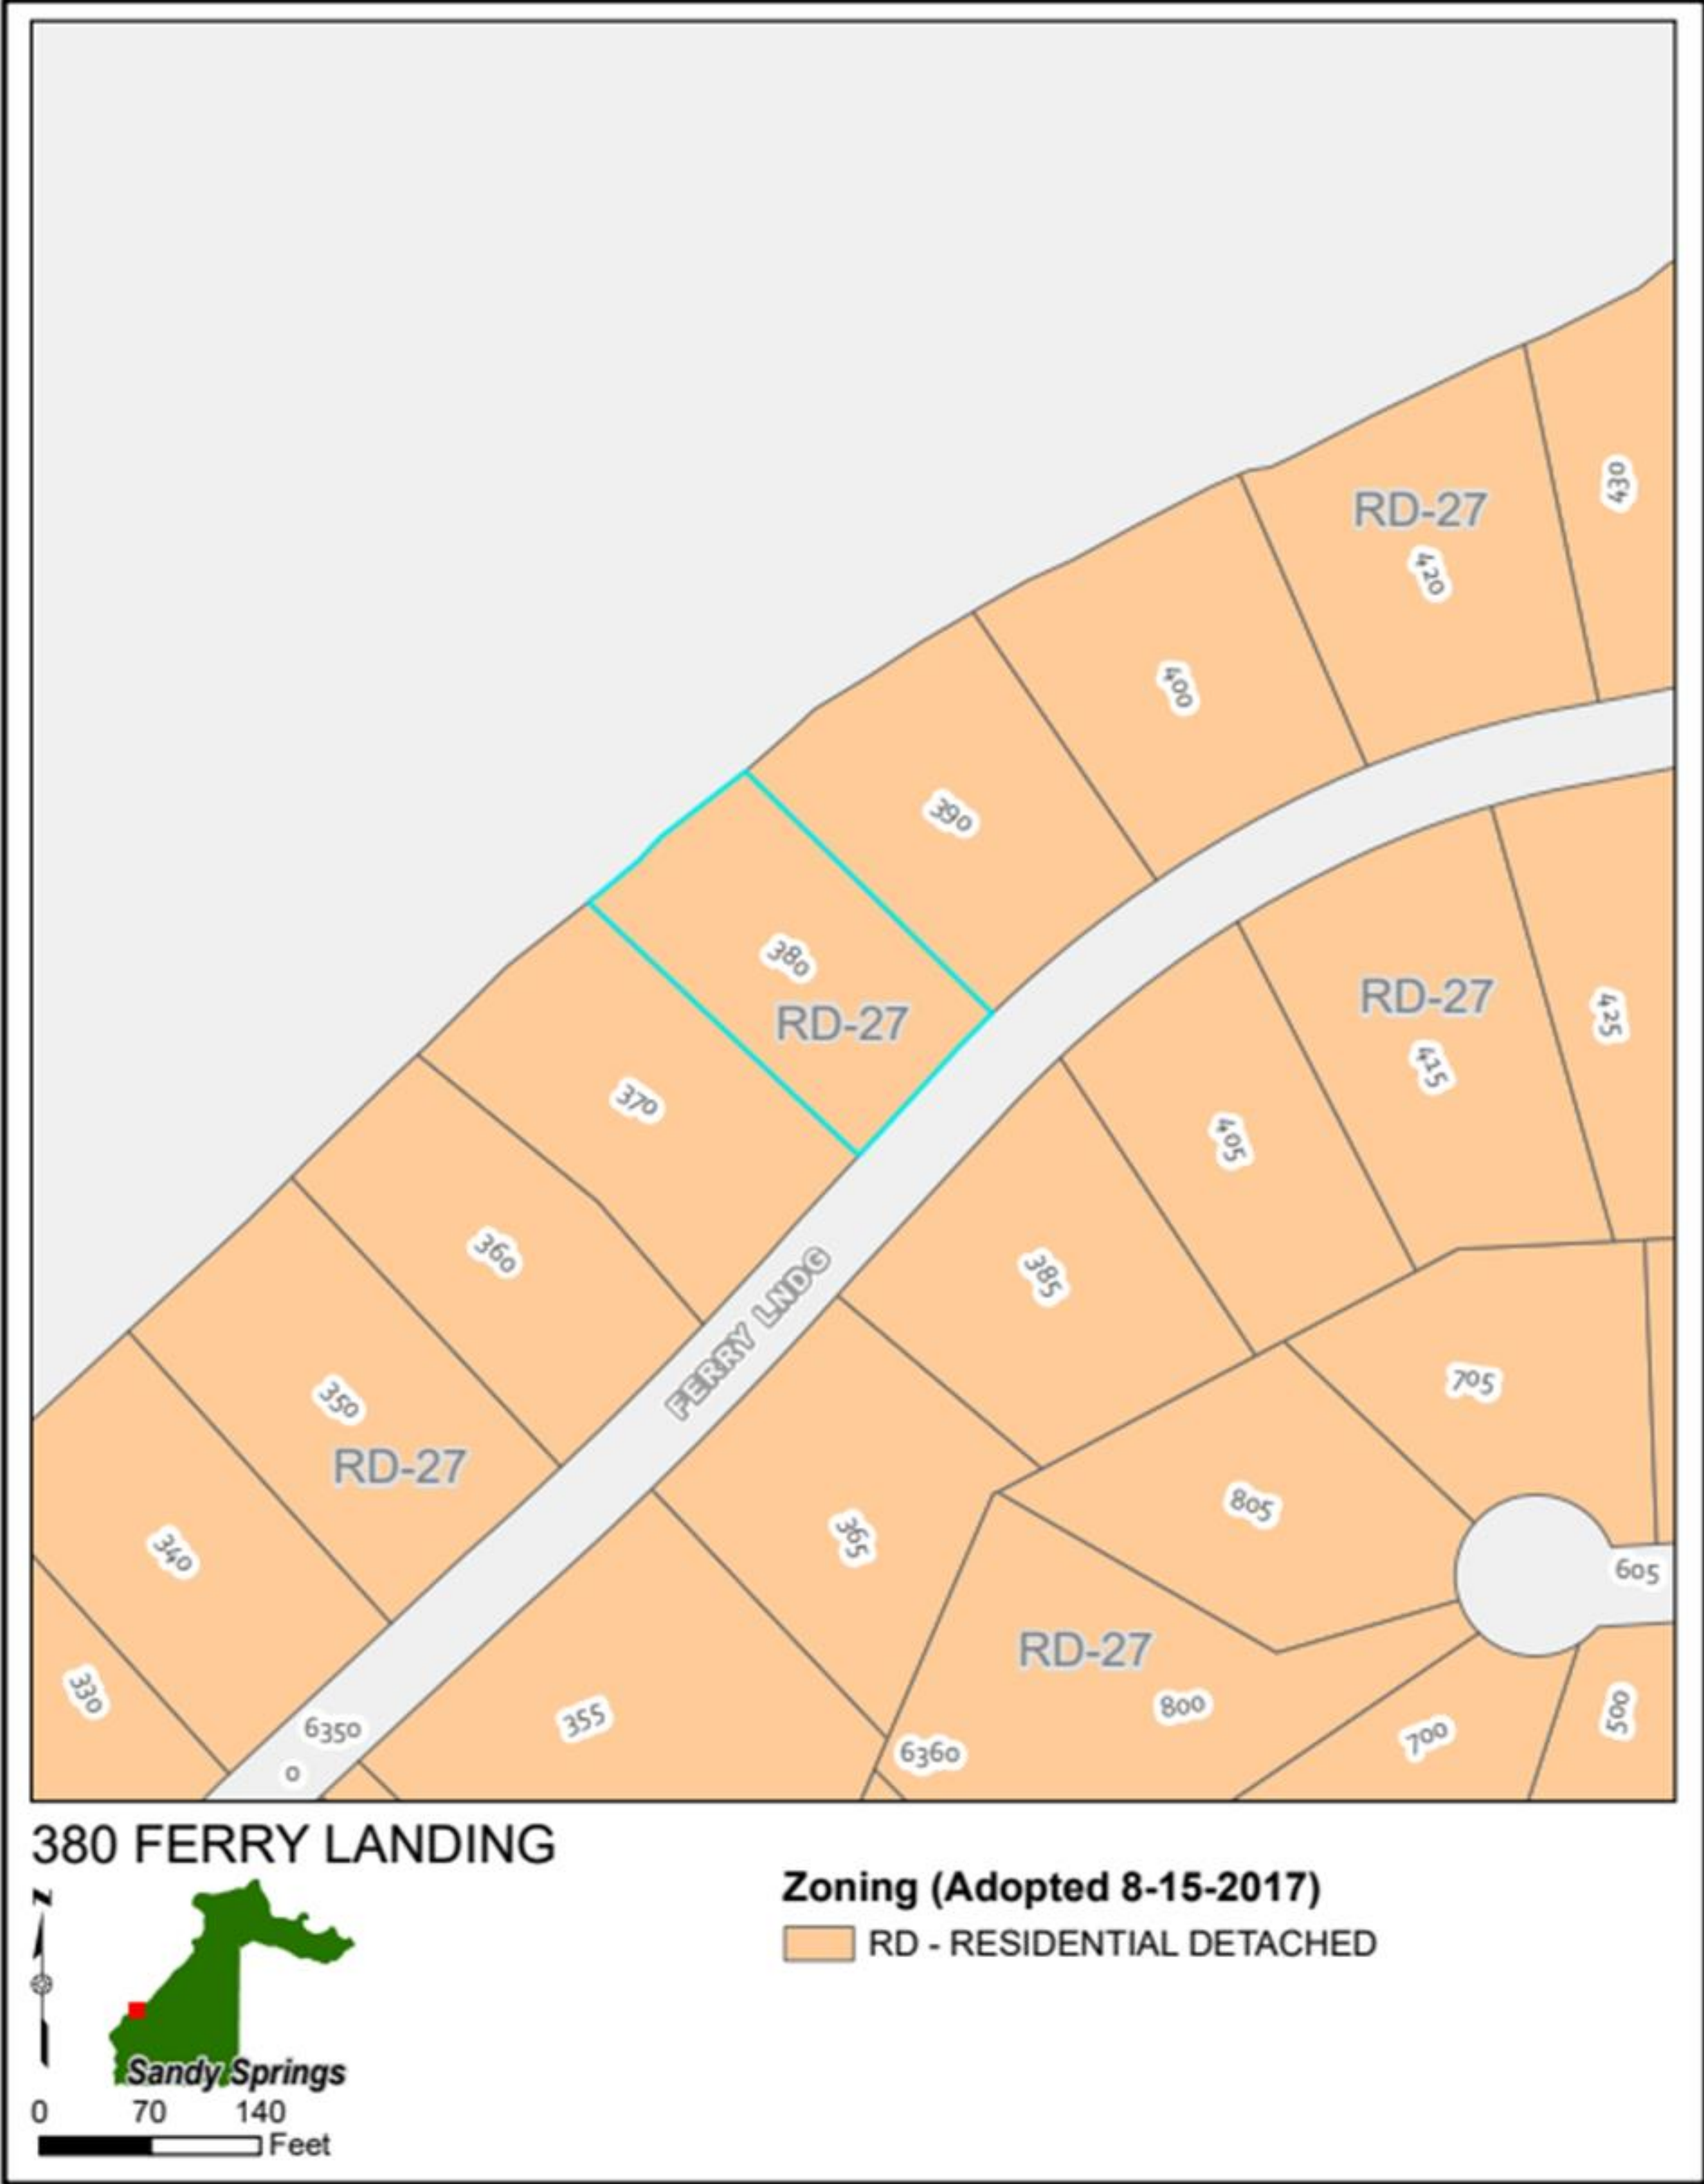 430
RD-27
420
400
390
380
RD-27
RD-27
415
425
370
405
360
385
FERRY LNDG
350
RD-27
705
805
340
365
605
RD-27
330
355
800
500
6350
700
6360
0
380 FERRY LANDING
Zoning (Adopted 8-15-2017)
RD - RESIDENTIAL DETACHED
N
Sandy Springs
0 70 140
Feet